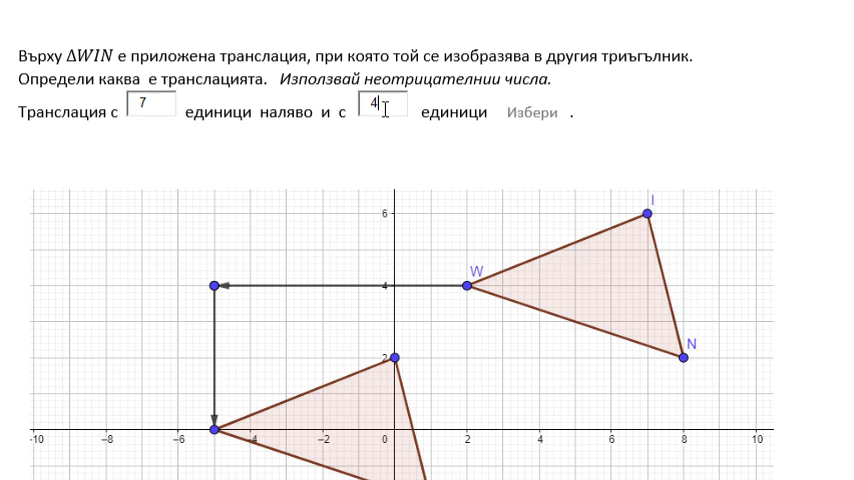 Върху ΔWIN е приложена транслация, при която той се изобразява в другия триъгълник.
Определи каква е транслацията. Използвай неотрицателнии числа.
Транслация с 7 единици наляво и с 4 единици Избери .
I
6
W
4
N
2
-10 −8 −6 −4 −2 0 2 4 6 8 10